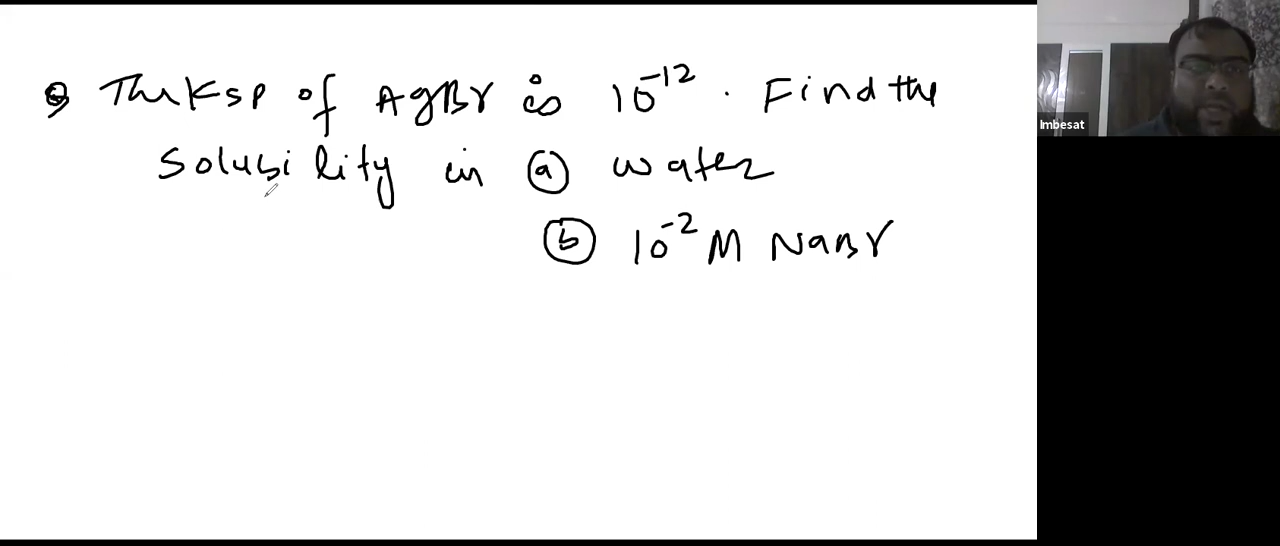 Q The Ksp of AgBr is 10⁻¹². Find the
Solubility in ⓐ water
ⓑ 10⁻² M NaBr
Imbesat